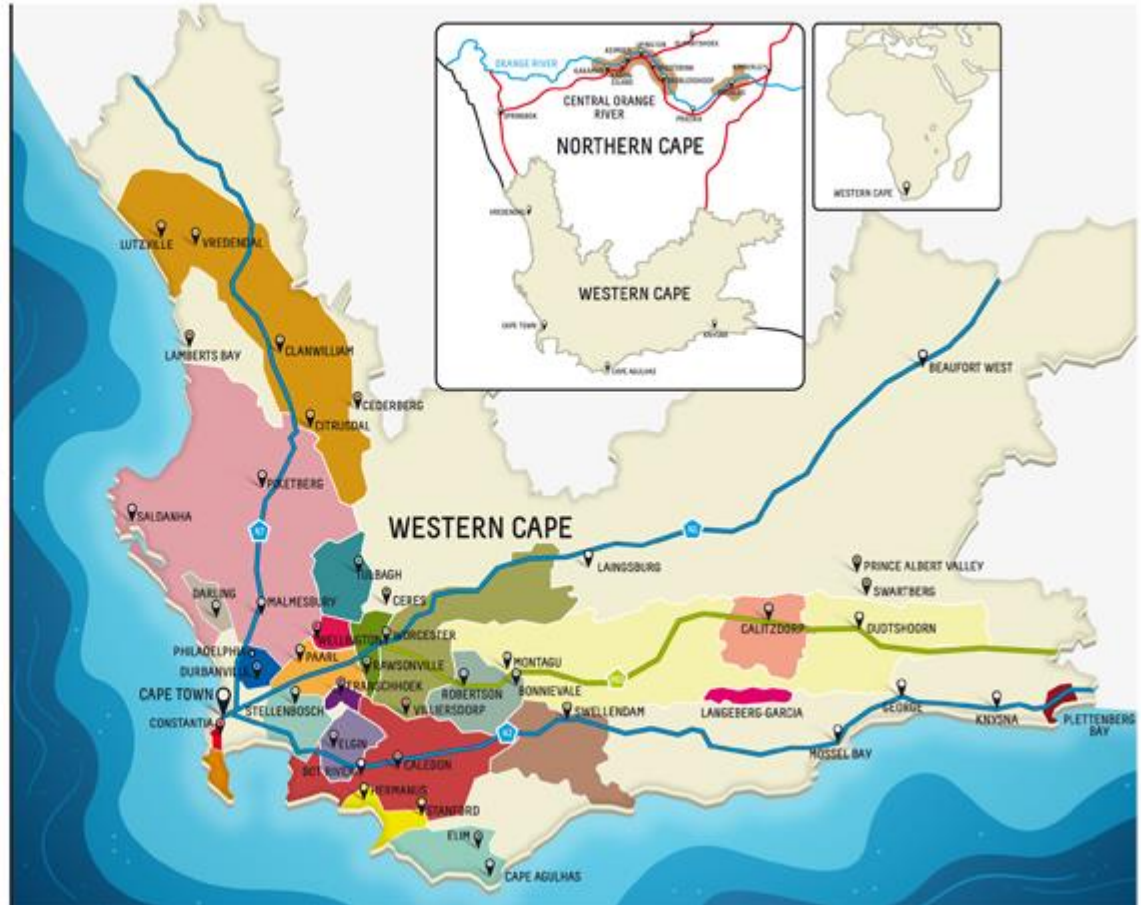 ORANGE RIVER
CENTRAL ORANGE
RIVER
SPRINGBOK
PRIESKA
NORTHERN CAPE
VREDENDAL
WESTERN CAPE
CAPE TOWN
KNYSNA
CAPE AGULHAS
WESTERN CAPE
LUTZVILLE
VREDENDAL
LAMBERTS BAY
CLANWILLIAM
CEDERBERG
CITRUSDAL
BEAUFORT WEST
PIKETBERG
SALDANHA
N7
WESTERN CAPE
N1
LAINGSBURG
TULBAGH
PRINCE ALBERT VALLEY
SWARTBERG
DARLING
MALMESBURY
CERES
CALITZDORP
OUDTSHOORN
WELLINGTON
WORCESTER
PHILADELPHIA
PAARL
DURBANVILLE
RAWSONVILLE
MONTAGU
CAPE TOWN
STELLENBOSCH
FRANSCHHOEK
ROBERTSON
BONNIEVALE
VILLIERSDORP
SWELLENDAM
LANGEBERG-GARCIA
GEORGE
KNYSNA
PLETTENBERG
BAY
CONSTANTIA
ELGIN
N2
MOSSEL BAY
BOT RIVER
CALEDON
HERMANUS
STANFORD
ELIM
CAPE AGULHAS